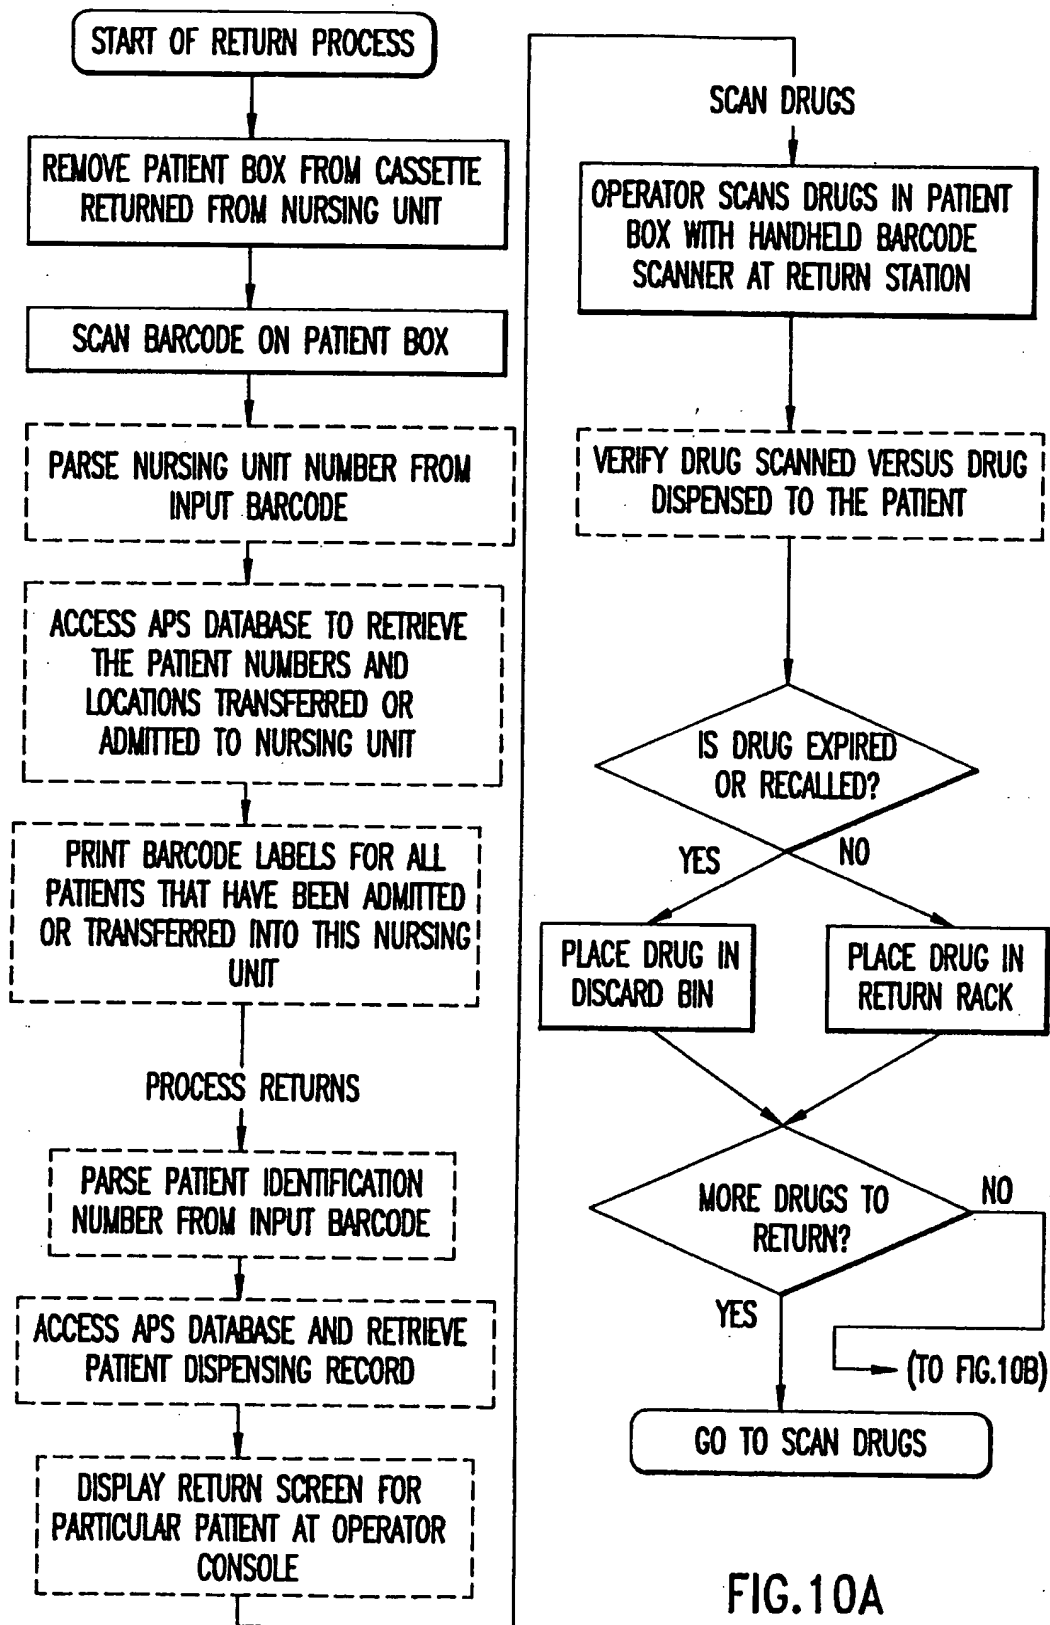 START OF RETURN PROCESS
REMOVE PATIENT BOX FROM CASSETTE
RETURNED FROM NURSING UNIT
SCAN BARCODE ON PATIENT BOX
PARSE NURSING UNIT NUMBER FROM
INPUT BARCODE
ACCESS APS DATABASE TO RETRIEVE
THE PATIENT NUMBERS AND
LOCATIONS TRANSFERRED OR
ADMITTED TO NURSING UNIT
PRINT BARCODE LABELS FOR ALL
PATIENTS THAT HAVE BEEN ADMITTED
OR TRANSFERRED INTO THIS NURSING
UNIT
PROCESS RETURNS
PARSE PATIENT IDENTIFICATION
NUMBER FROM INPUT BARCODE
ACCESS APS DATABASE AND RETRIEVE
PATIENT DISPENSING RECORD
DISPLAY RETURN SCREEN FOR
PARTICULAR PATIENT AT OPERATOR
CONSOLE
SCAN DRUGS
OPERATOR SCANS DRUGS IN PATIENT
BOX WITH HANDHELD BARCODE
SCANNER AT RETURN STATION
VERIFY DRUG SCANNED VERSUS DRUG
DISPENSED TO THE PATIENT
IS DRUG EXPIRED
OR RECALLED?
YES
NO
PLACE DRUG IN
DISCARD BIN
PLACE DRUG IN
RETURN RACK
MORE DRUGS TO
RETURN?
NO
YES
(TO FIG.10B)
GO TO SCAN DRUGS
FIG.10A